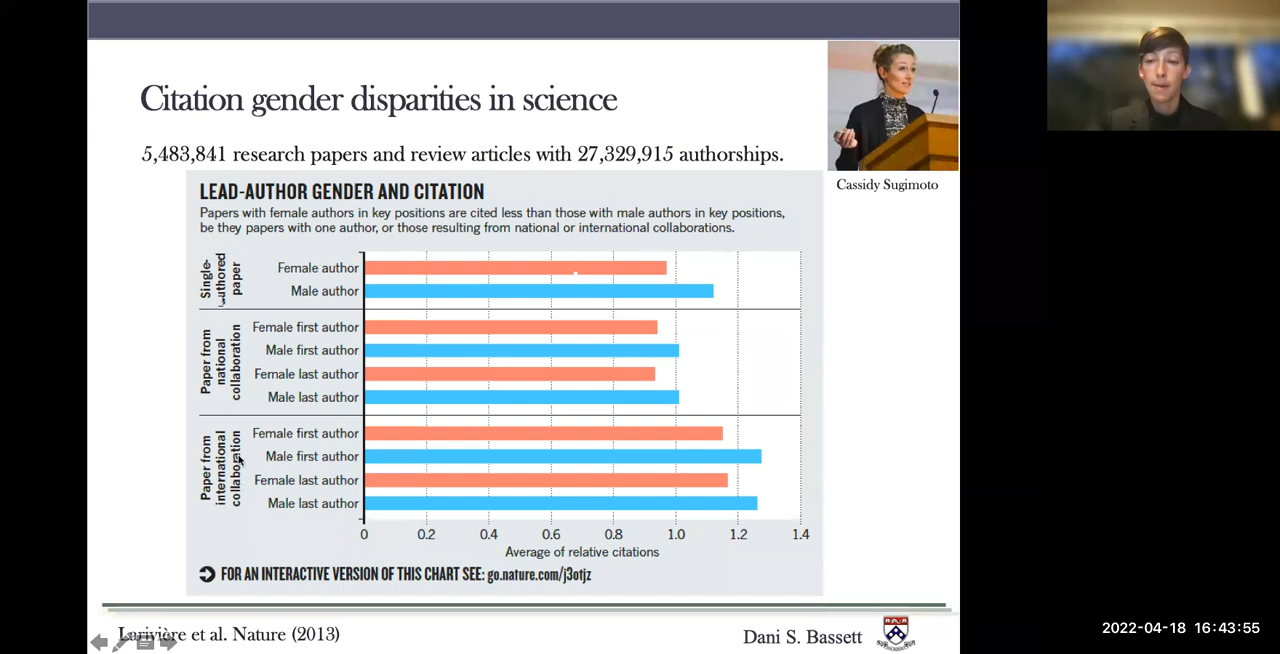 Citation gender disparities in science
5,483,841 research papers and review articles with 27,329,915 authorships.
Cassidy Sugimoto
LEAD-AUTHOR GENDER AND CITATION
Papers with female authors in key positions are cited less than those with male authors in key positions,
be they papers with one author, or those resulting from national or international collaborations.
Single-
authored
paper
Female author
Male author
Paper from
national
collaboration
Female first author
Male first author
Female last author
Male last author
Paper from
international
collaboration
Female first author
Male first author
Female last author
Male last author
0 0.2 0.4 0.6 0.8 1.0 1.2 1.4
Average of relative citations
FOR AN INTERACTIVE VERSION OF THIS CHART SEE: go.nature.com/j3otjz
Larivière et al. Nature (2013)
Dani S. Bassett
2022-04-18 16:43:55